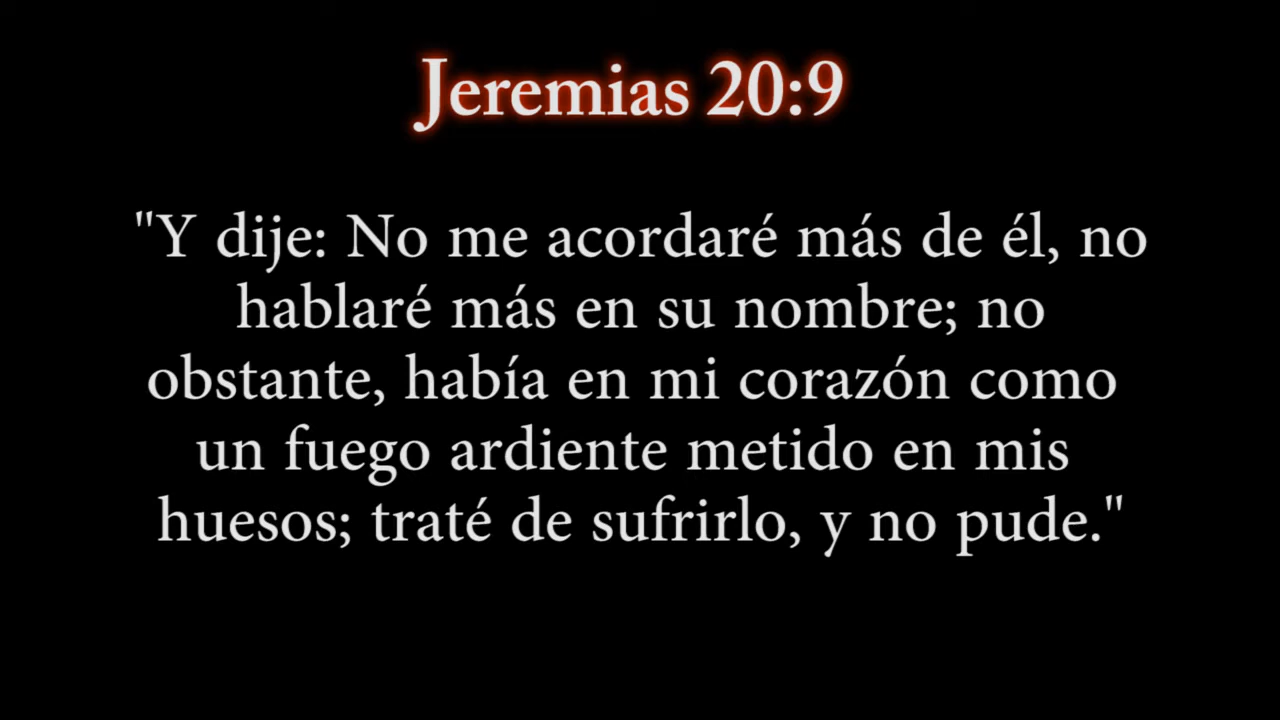 Jeremias 20:9
"Y dije: No me acordaré más de él, no
hablaré más en su nombre; no
obstante, había en mi corazón como
un fuego ardiente metido en mis
huesos; traté de sufrirlo, y no pude."